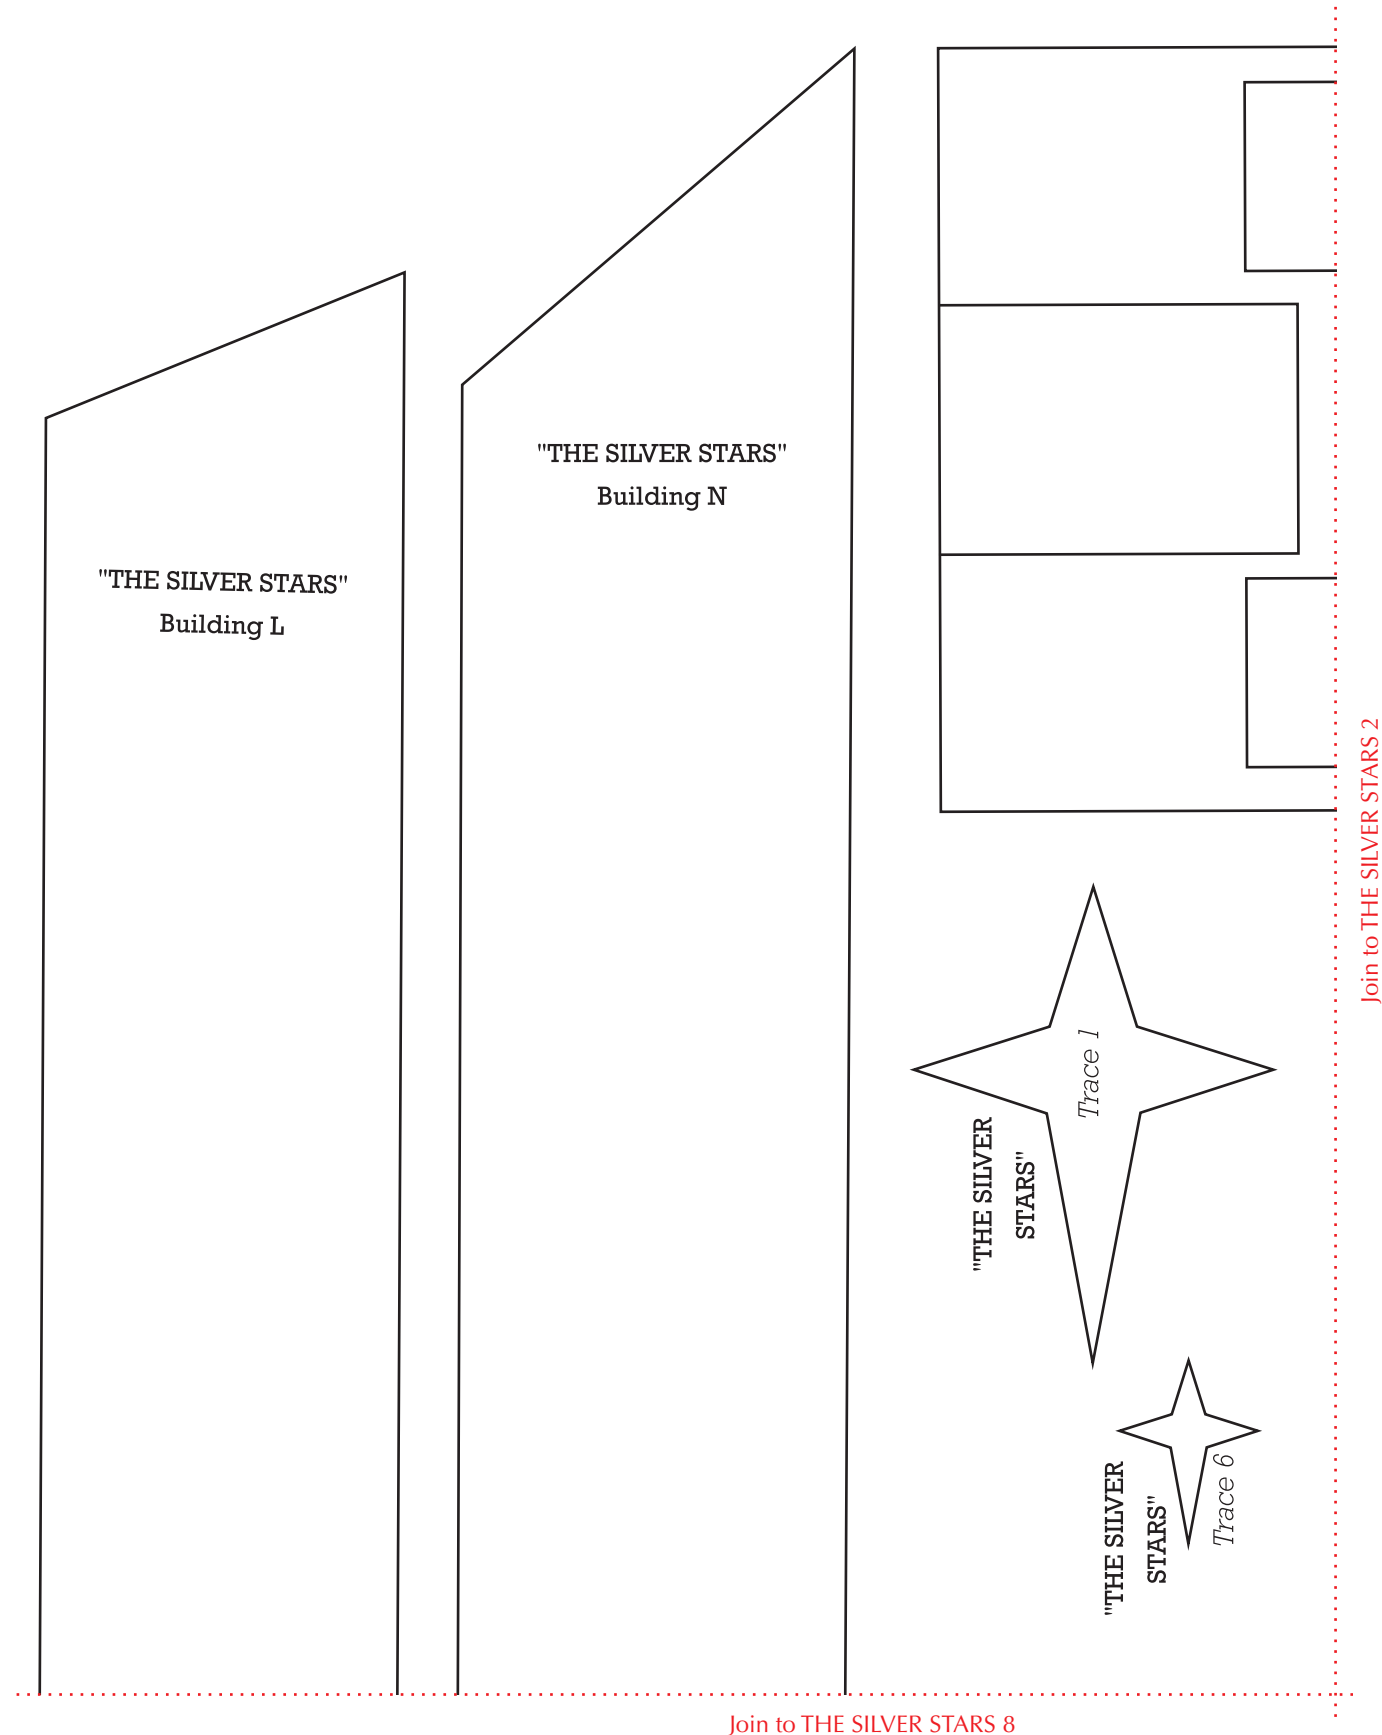 "THE SILVER STARS"
Building N
"THE SILVER STARS"
Building L
Join to THE SILVER STARS 2
Trace 1
"THE SILVER
STARS"
Trace 6
"THE SILVER
STARS"
Join to THE SILVER STARS 8